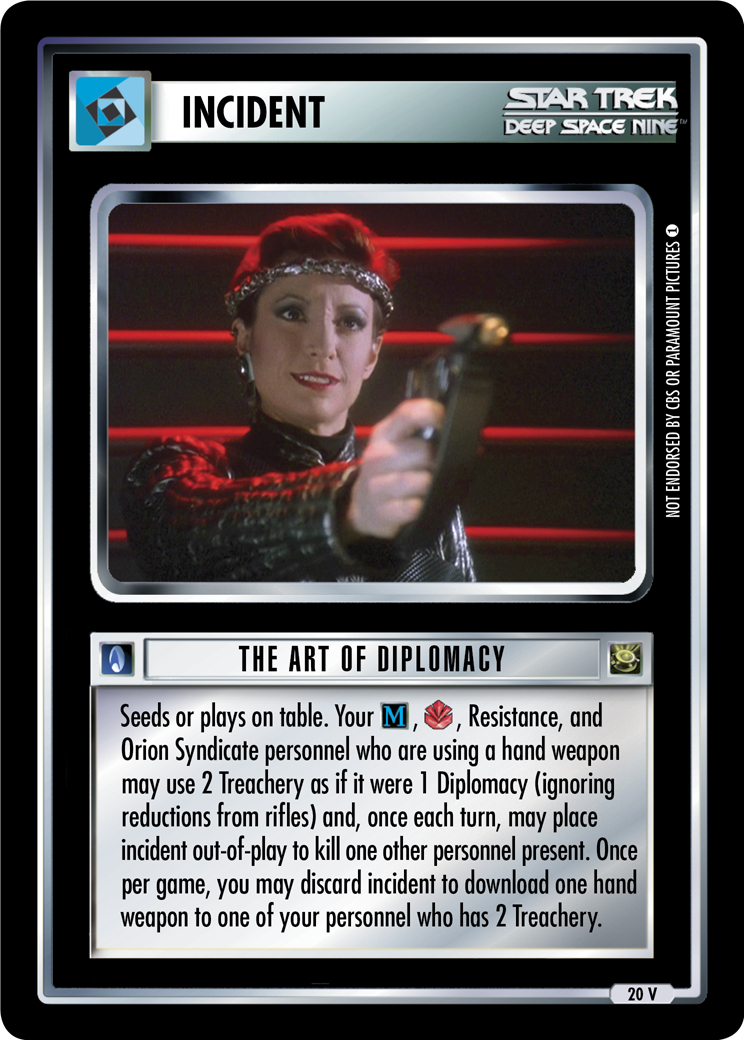 INCIDENT
STAR TREK
DEEP SPACE NINE™
NOT ENDORSED BY CBS OR PARAMOUNT PICTURES 1
THE ART OF DIPLOMACY
Seeds or plays on table. Your M, , Resistance, and
Orion Syndicate personnel who are using a hand weapon
may use 2 Treachery as if it were 1 Diplomacy (ignoring
reductions from rifles) and, once each turn, may place
incident out-of-play to kill one other personnel present. Once
per game, you may discard incident to download one hand
weapon to one of your personnel who has 2 Treachery.
20 V